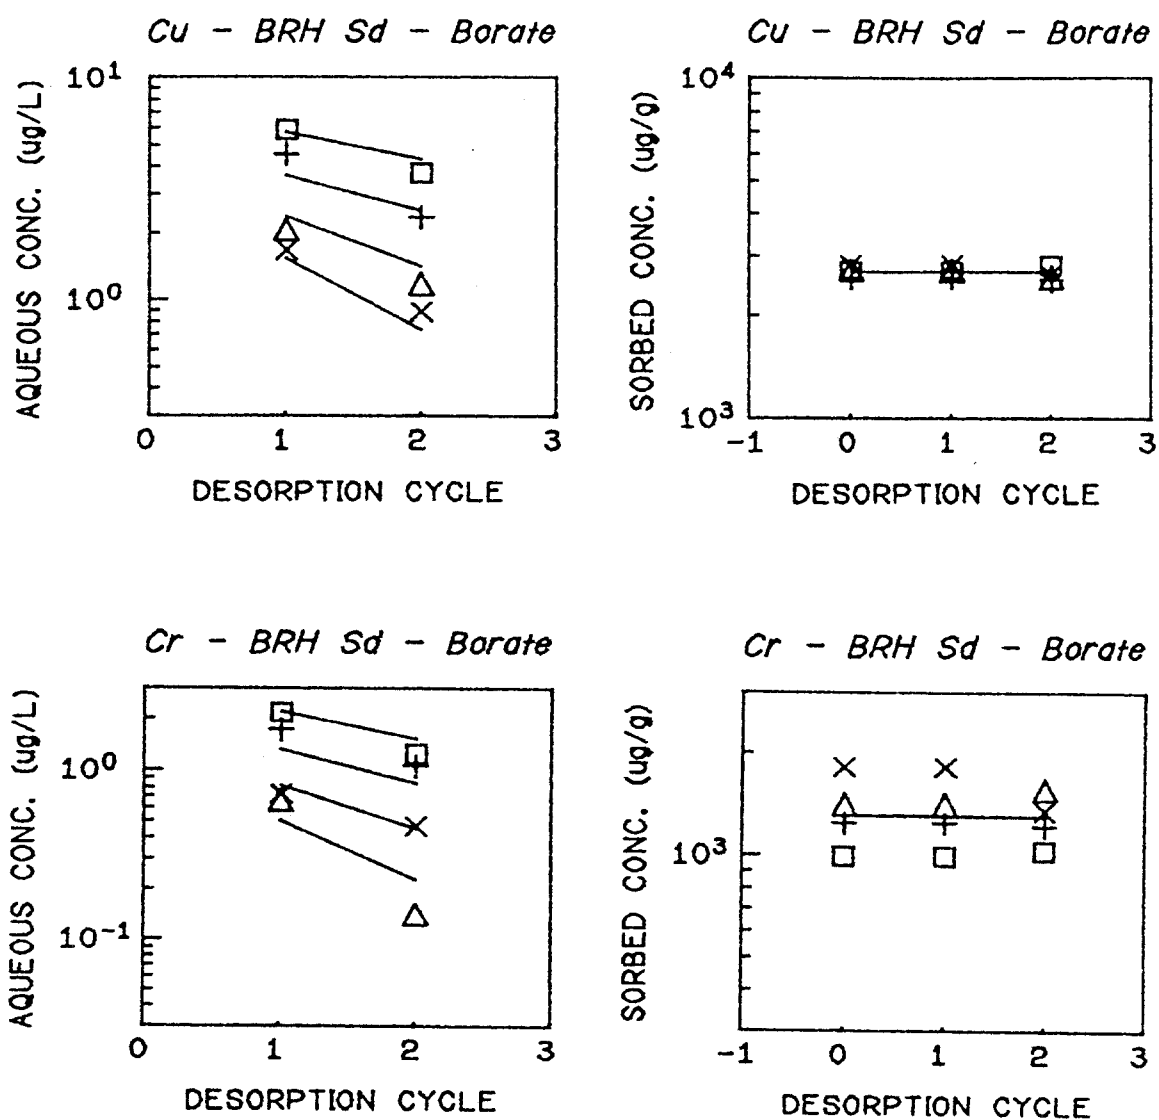 Cu - BRH Sd - Borate
AQUEOUS CONC. (ug/L)
10¹
10⁰
0 1 2 3
DESORPTION CYCLE
Cu - BRH Sd - Borate
SORBED CONC. (ug/g)
10⁴
10³
-1 0 1 2 3
DESORPTION CYCLE
Cr - BRH Sd - Borate
AQUEOUS CONC. (ug/L)
10⁰
10⁻¹
0 1 2 3
DESORPTION CYCLE
Cr - BRH Sd - Borate
SORBED CONC. (ug/g)
10³
-1 0 1 2 3
DESORPTION CYCLE